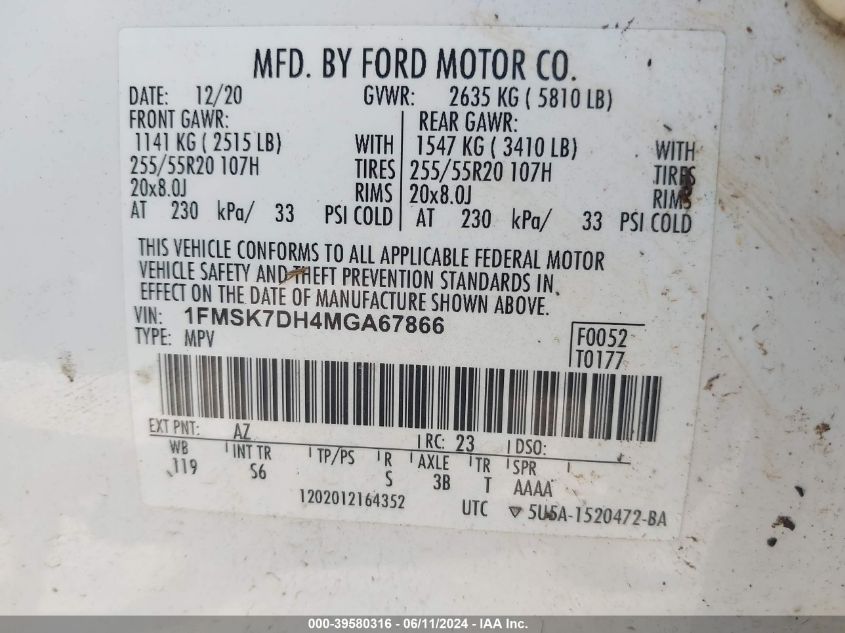 MFD. BY FORD MOTOR CO.
DATE: 12/20 GVWR: 2635 KG ( 5810 LB)
FRONT GAWR: REAR GAWR:
1141 KG ( 2515 LB) WITH 1547 KG ( 3410 LB) WITH
255/55R20 107H TIRES 255/55R20 107H TIRES
20x8.0J RIMS 20x8.0J RIMS
AT 230 kPa/ 33 PSI COLD AT 230 kPa/ 33 PSI COLD
THIS VEHICLE CONFORMS TO ALL APPLICABLE FEDERAL MOTOR
VEHICLE SAFETY AND THEFT PREVENTION STANDARDS IN
EFFECT ON THE DATE OF MANUFACTURE SHOWN ABOVE.
VIN: 1FMSK7DH4MGA67866
TYPE: MPV
F0052
T0177
EXT PNT: AZ RC: 23 DSO:
WB INT TR TP/PS R AXLE TR SPR
119 S6 S 3B T AAAA
1202012164352 UTC ▽ 5U5A-1520472-BA
000-39580316 - 06/11/2024 - Copyright © 2024 IAA, Inc.